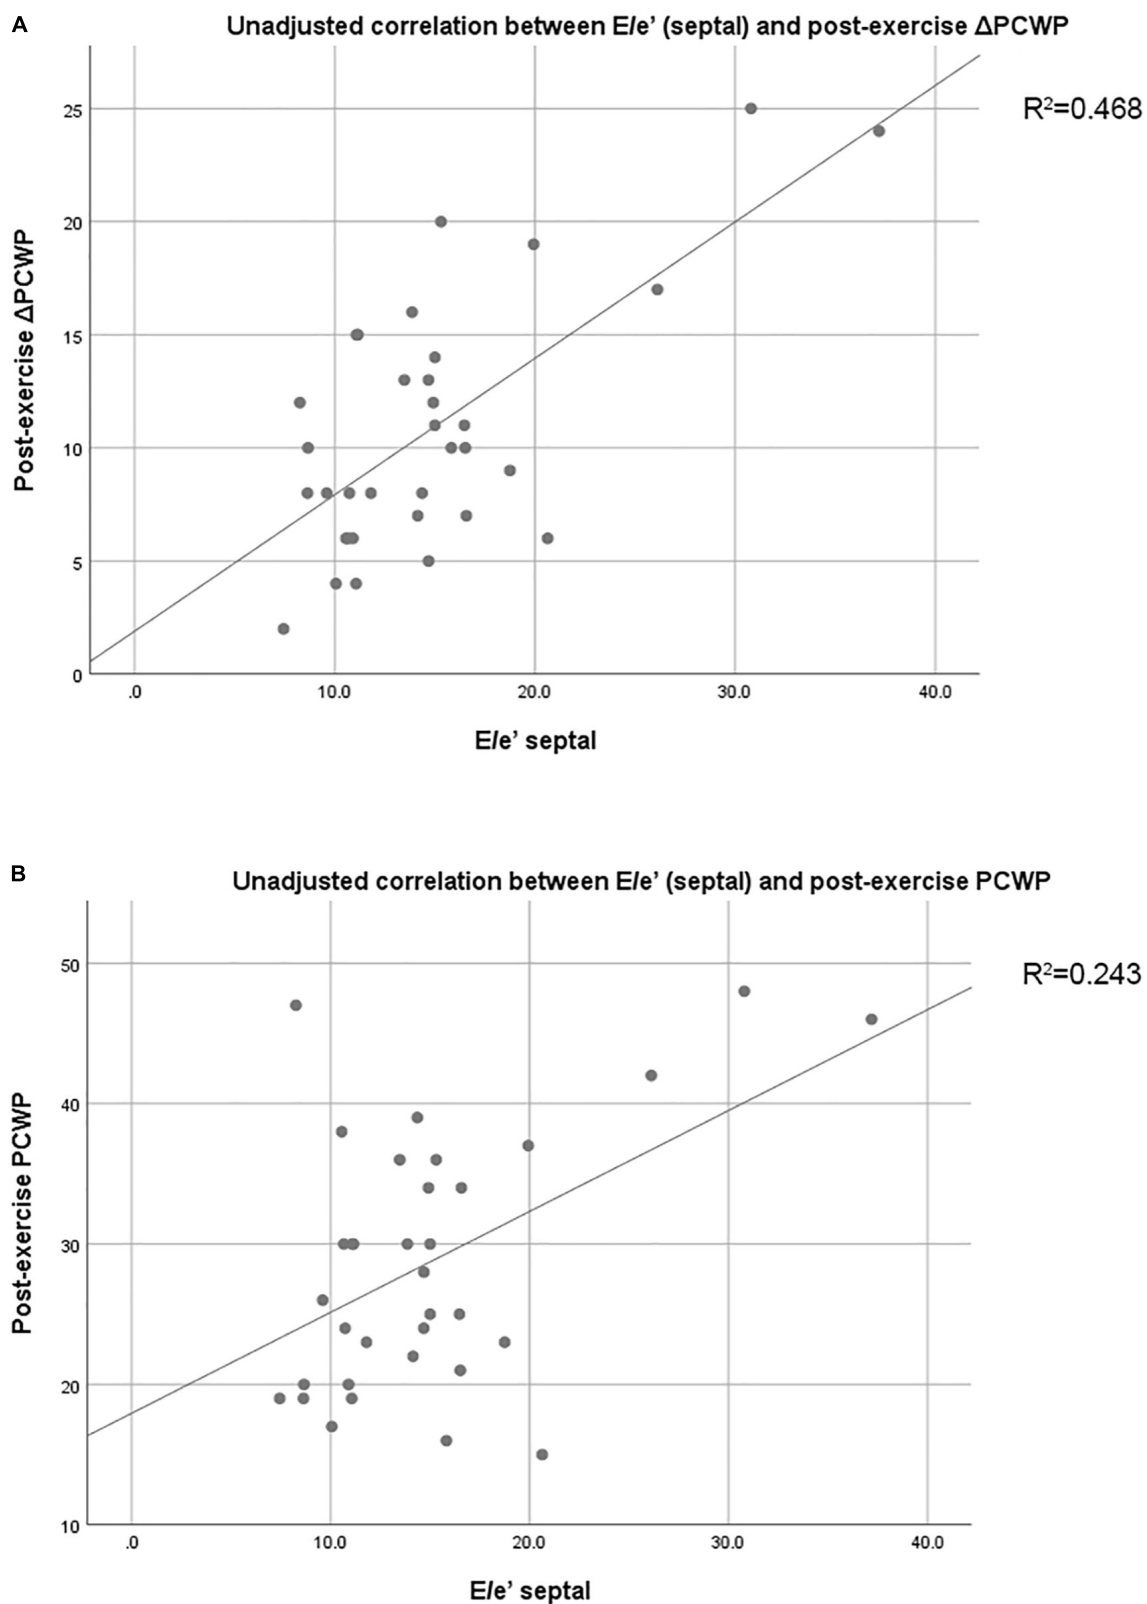 A
Unadjusted correlation between E/e’ (septal) and post-exercise ΔPCWP
R²=0.468
Post-exercise ΔPCWP
25
20
15
10
5
0
.0 10.0 20.0 30.0 40.0
E/e’ septal
B
Unadjusted correlation between E/e’ (septal) and post-exercise PCWP
R²=0.243
Post-exercise PCWP
50
40
30
20
10
.0 10.0 20.0 30.0 40.0
E/e’ septal